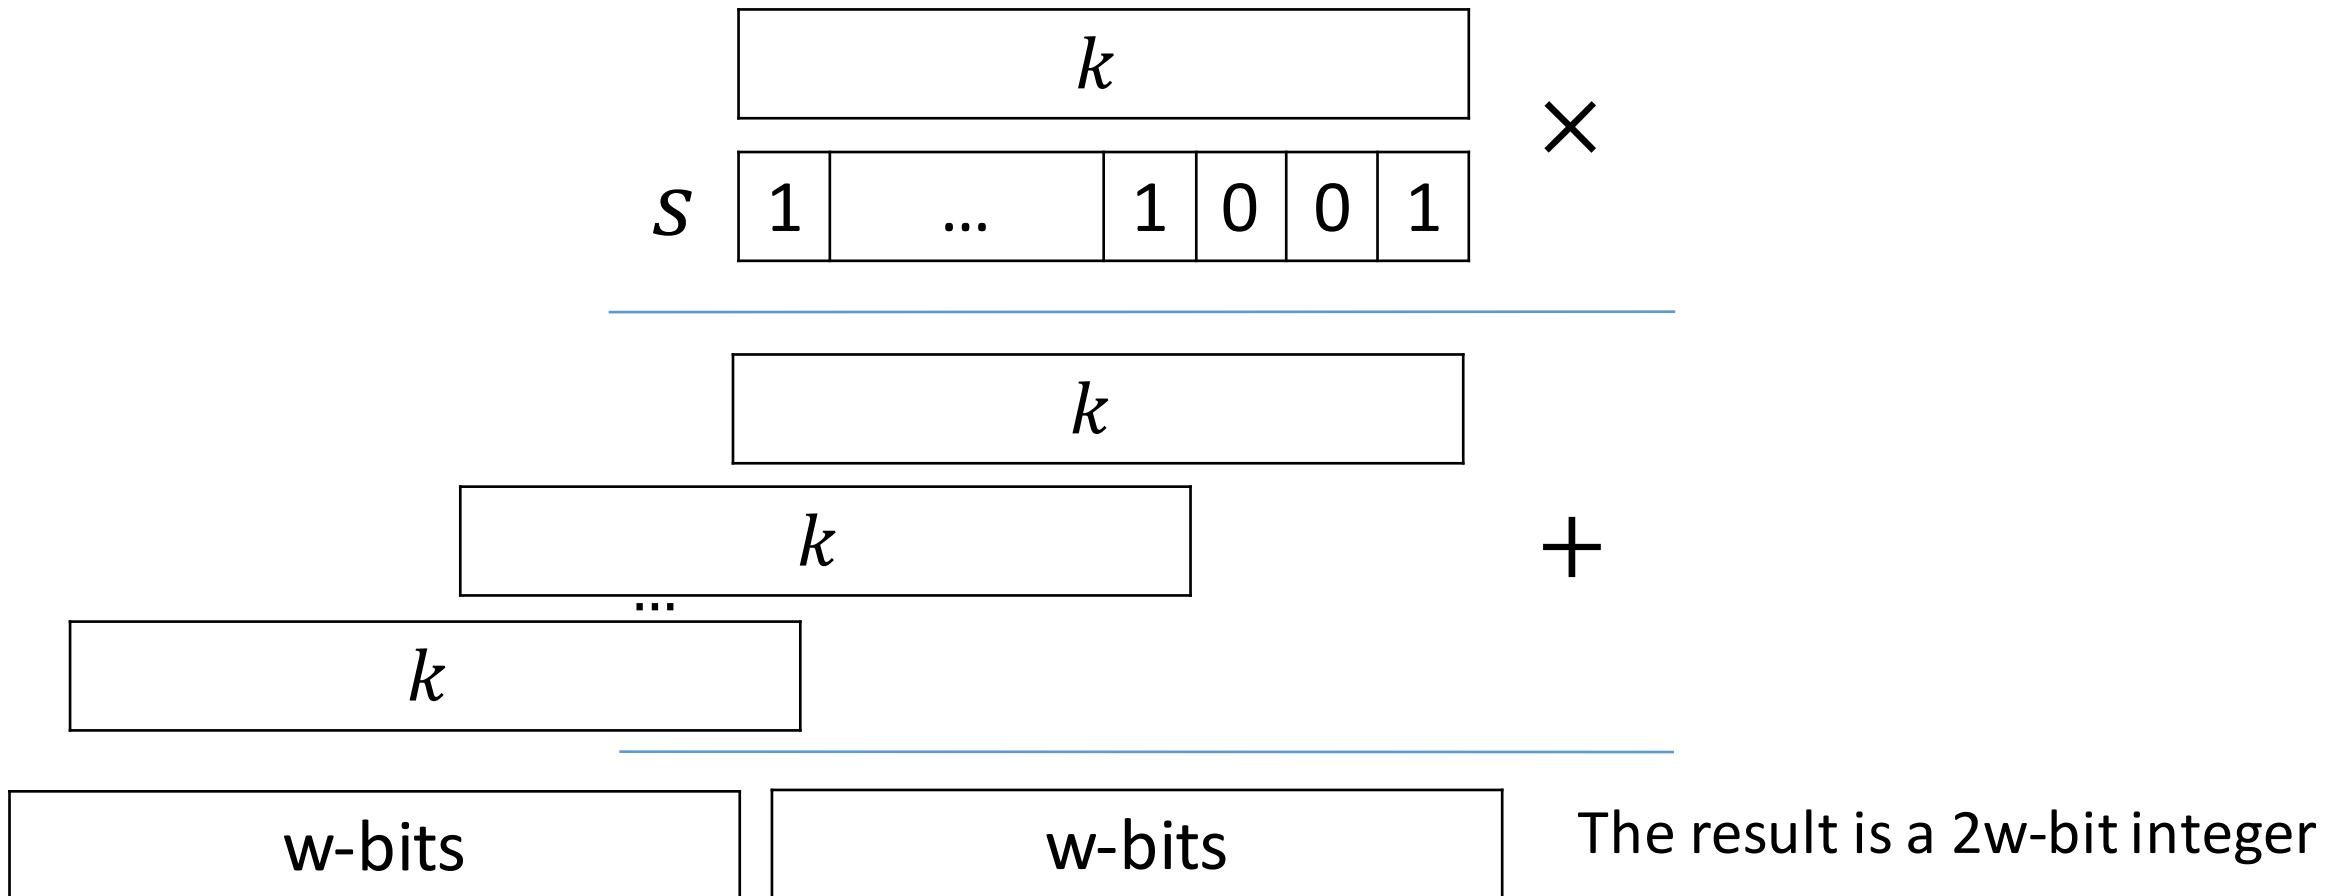 k
×
s 1 ... 1 0 0 1
k
k
+
...
k
w-bits w-bits The result is a 2w-bit integer